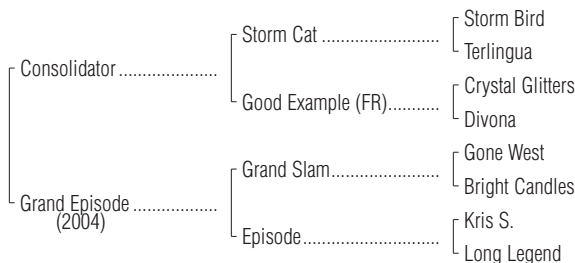 Storm Bird
Storm Cat ........................
Terlingua
Consolidator ....................
Crystal Glitters
Good Example (FR)...........
Divona
Gone West
Grand Slam......................
Bright Candles
Grand Episode .................
(2004)
Kris S.
Episode............................
Long Legend